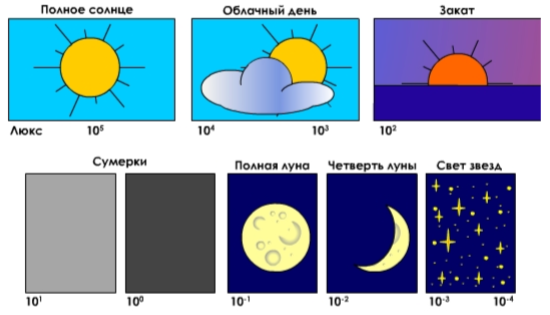 Полное солнце Облачный день Закат
Люкс 10⁵ 10⁴ 10³ 10²
Сумерки Полная луна Четверть луны Свет звезд
10¹ 10⁰ 10⁻¹ 10⁻² 10⁻³ 10⁻⁴